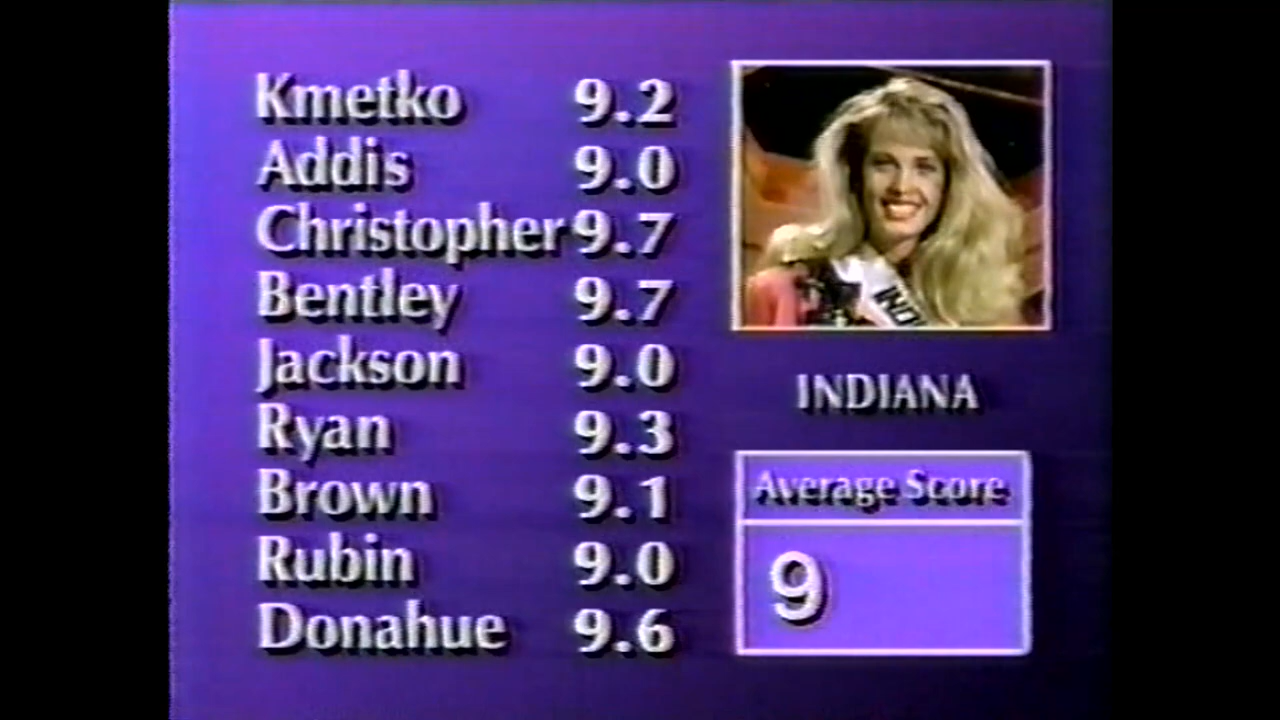 Kmetko 9.2
Addis 9.0
Christopher 9.7
Bentley 9.7
Jackson 9.0
Ryan 9.3
Brown 9.1
Rubin 9.0
Donahue 9.6
INDI
INDIANA
Average Score
9